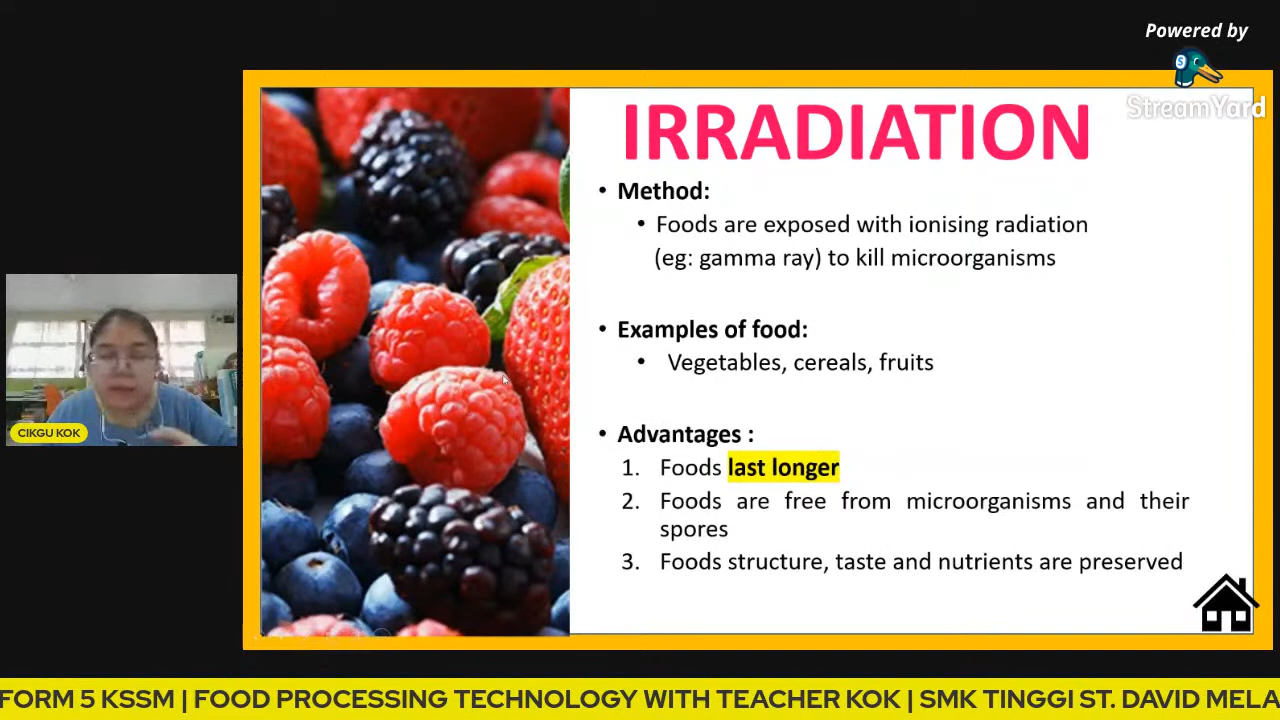 Powered by
StreamYard
IRRADIATION
• Method:
• Foods are exposed with ionising radiation
(eg: gamma ray) to kill microorganisms
• Examples of food:
• Vegetables, cereals, fruits
• Advantages :
1. Foods last longer
2. Foods are free from microorganisms and their
spores
3. Foods structure, taste and nutrients are preserved
CIKGU KOK
FORM 5 KSSM | FOOD PROCESSING TECHNOLOGY WITH TEACHER KOK | SMK TINGGI ST. DAVID MELA